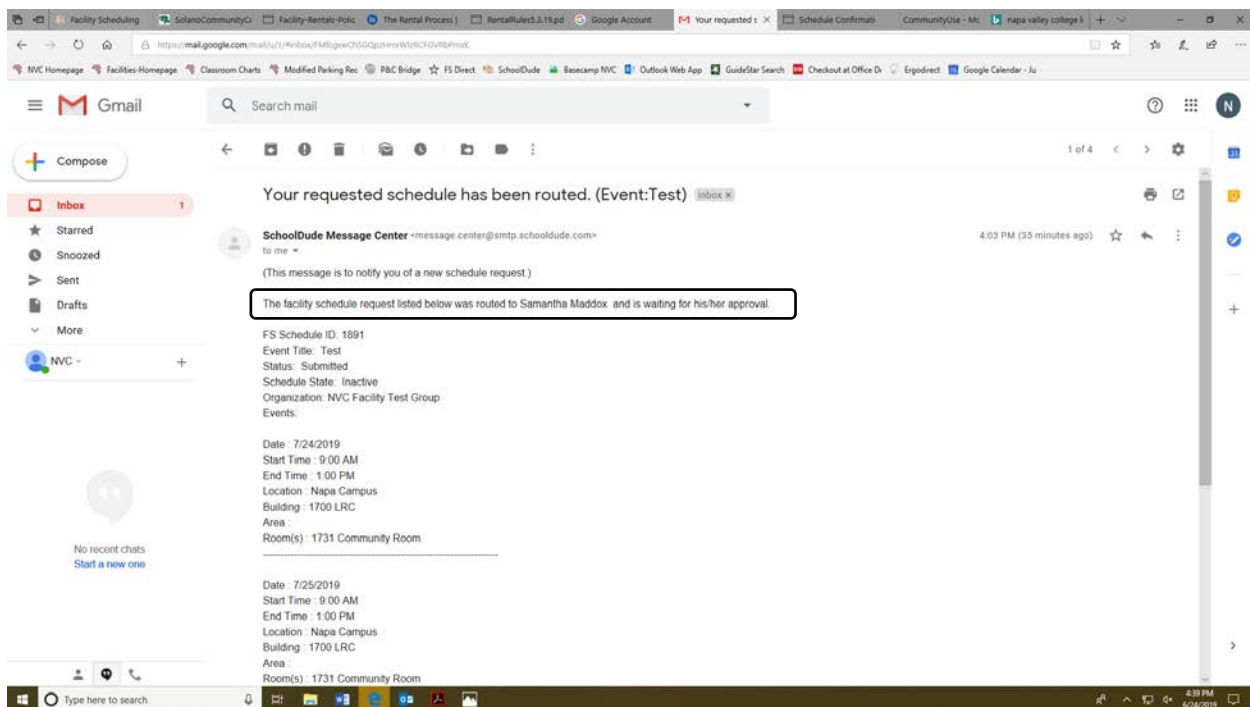 Facility Scheduling
SolanoCommunityC
Facility-Rentals-Polic
The Rental Process |
RentalRules5.3.19.pd
Google Account
Your requested s
Schedule Confirmati
CommunityUse - Mc
napa valley college l
https://mail.google.com/mail/u/1/#inbox/
NVC Homepage
Facilities-Homepage
Classroom Charts
Modified Parking Rec
P&C Bridge
FS Direct
SchoolDude
Basecamp NVC
Outlook Web App
GuideStar Search
Checkout at Office D
Ergodirect
Google Calendar - Ju
Gmail
Search mail
N
Compose
1 of 4
Your requested schedule has been routed. (Event:Test) Inbox x
Inbox 1
Starred
Snoozed
Sent
Drafts
More
NVC -
SchoolDude Message Center <message.center@smtp.schooldude.com>
4:03 PM (35 minutes ago)
to me
(This message is to notify you of a new schedule request.)
The facility schedule request listed below was routed to Samantha Maddox and is waiting for his/her approval.
FS Schedule ID: 1891
Event Title: Test
Status: Submitted
Schedule State: Inactive
Organization: NVC Facility Test Group
Events:
Date : 7/24/2019
Start Time : 9:00 AM
End Time : 1:00 PM
Location : Napa Campus
Building : 1700 LRC
Area :
Room(s) : 1731 Community Room
------------------------------------------------------------------------
Date : 7/25/2019
Start Time : 9:00 AM
End Time : 1:00 PM
Location : Napa Campus
Building : 1700 LRC
Area :
Room(s) : 1731 Community Room
No recent chats
Start a new one
Type here to search
4:39 PM
6/24/2019